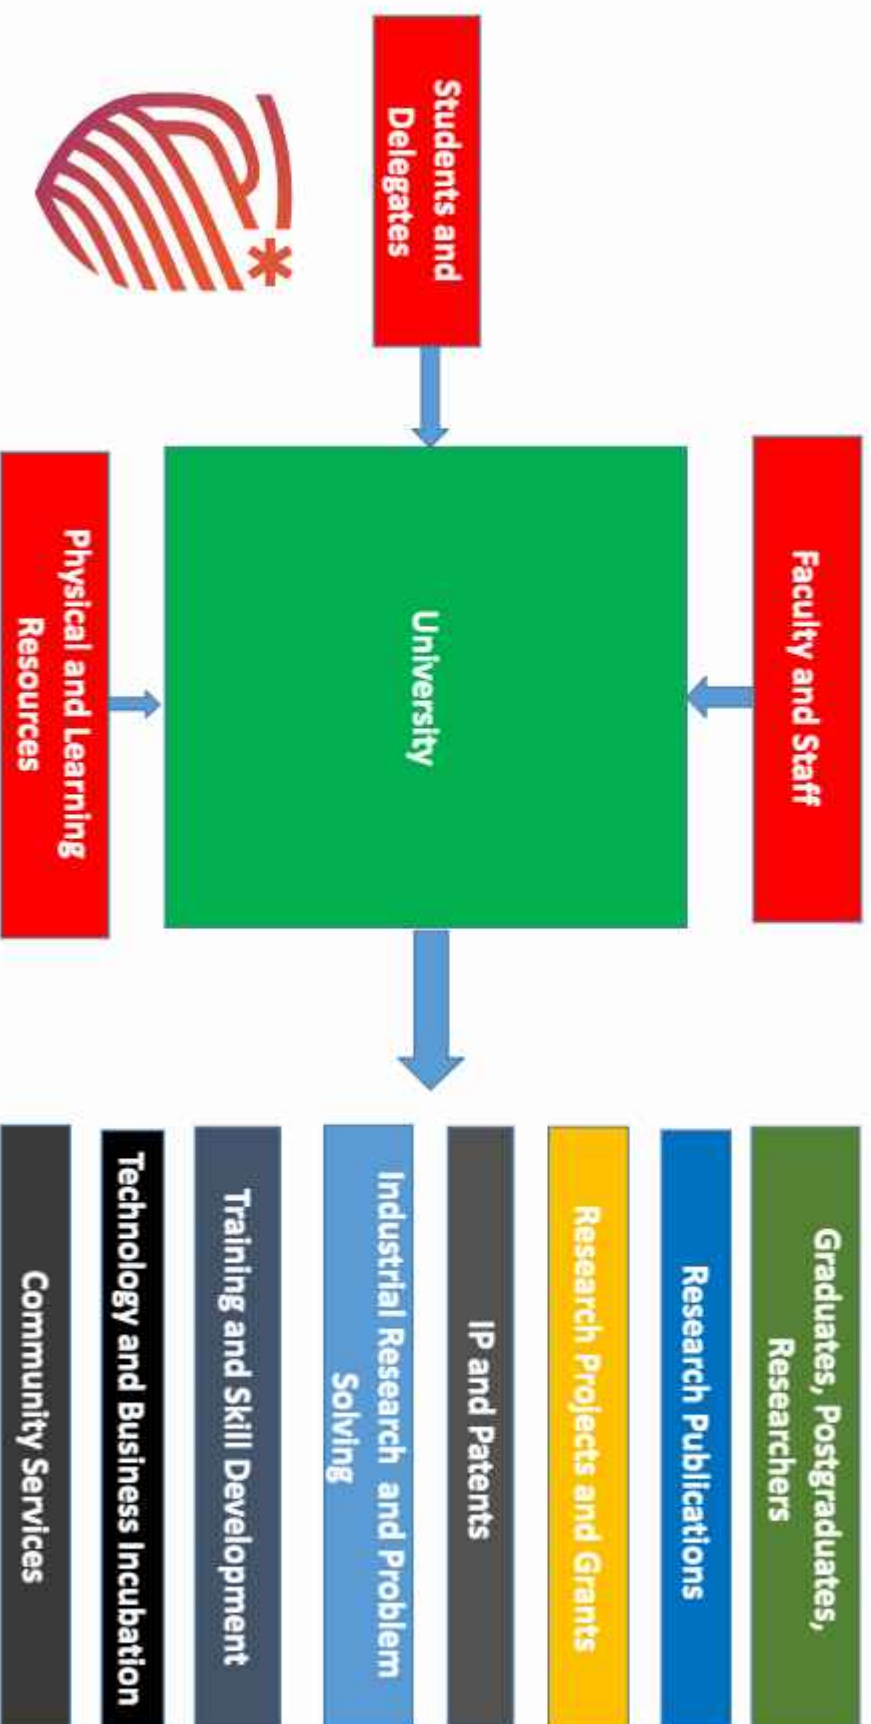 Faculty and Staff
Students and
Delegates
University
Physical and Learning
Resources
Graduates, Postgraduates,
Researchers
Research Publications
Research Projects and Grants
IP and Patents
Industrial Research and Problem
Solving
Training and Skill Development
Technology and Business Incubation
Community Services